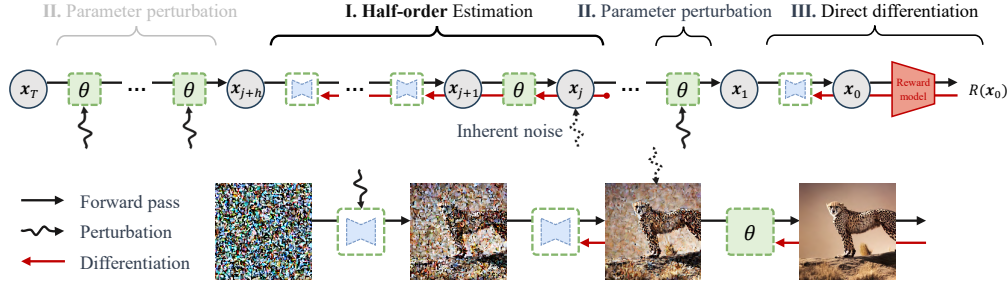 II. Parameter perturbation
I. Half-order Estimation
II. Parameter perturbation
III. Direct differentiation
x_T
θ
...
θ
x_{j+h}
...
x_{j+1}
θ
x_j
...
θ
x_1
x_0
Reward
model
R(x_0)
Inherent noise
Forward pass
Perturbation
Differentiation
θ